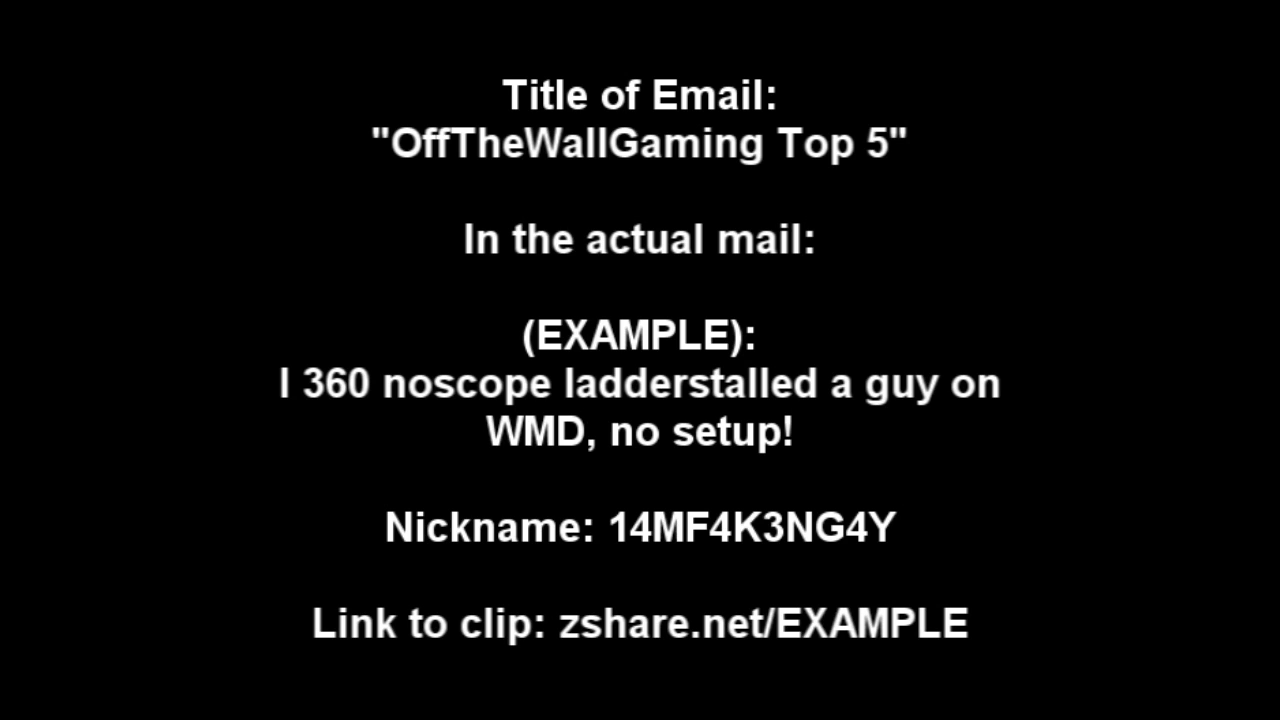 Title of Email:
"OffTheWallGaming Top 5"
In the actual mail:
(EXAMPLE):
I 360 noscope ladderstalled a guy on
WMD, no setup!
Nickname: 14MF4K3NG4Y
Link to clip: zshare.net/EXAMPLE